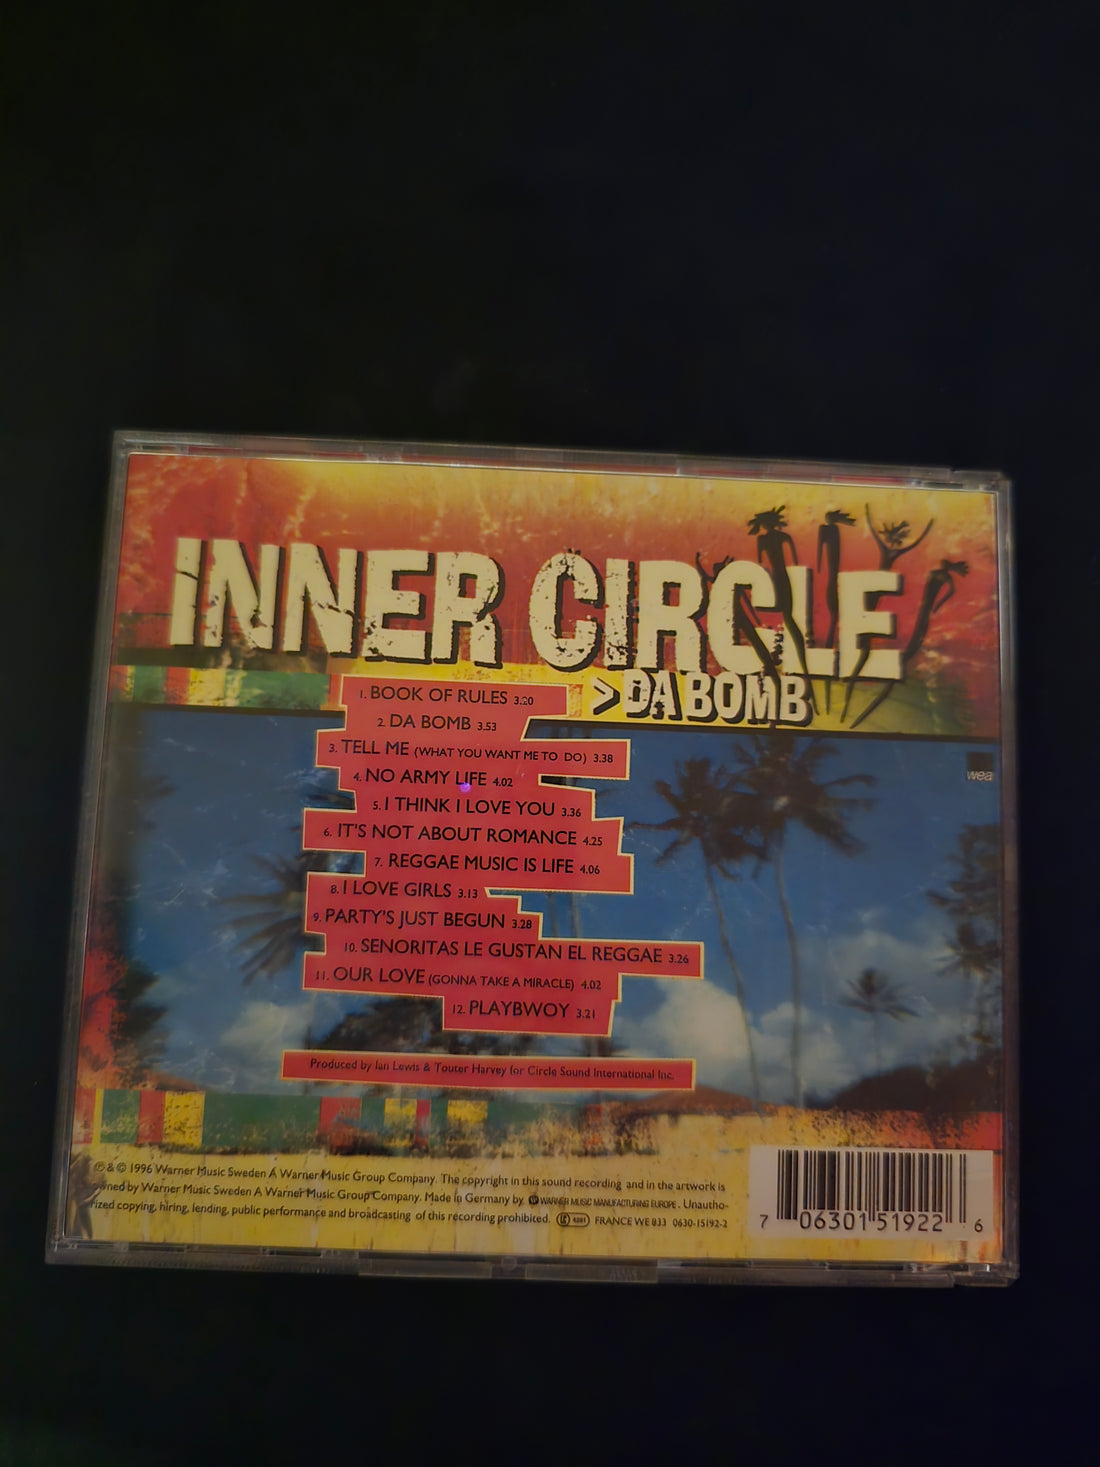 INNER CIRCLE
>DA BOMB
1. BOOK OF RULES 3.20
2. DA BOMB 3.53
3. TELL ME (WHAT YOU WANT ME TO DO) 3.38
4. NO ARMY LIFE 4.02
5. I THINK I LOVE YOU 3.36
6. IT'S NOT ABOUT ROMANCE 4.25
7. REGGAE MUSIC IS LIFE 4.06
8. I LOVE GIRLS 3.13
9. PARTY'S JUST BEGUN 3.28
10. SENORITAS LE GUSTAN EL REGGAE 3.26
11. OUR LOVE (GONNA TAKE A MIRACLE) 4.02
12. PLAYBWOY 3.21
wea
Produced by Ian Lewis & Touter Harvey for Circle Sound International Inc.
℗ & © 1996 Warner Music Sweden A Warner Music Group Company. The copyright in this sound recording and in the artwork is
owned by Warner Music Sweden A Warner Music Group Company. Made in Germany by WARNER MUSIC MANUFACTURING EUROPE. Unautho-
rized copying, hiring, lending, public performance and broadcasting of this recording prohibited. FRANCE WE 833 0630-15192-2
7 06301 51922 6